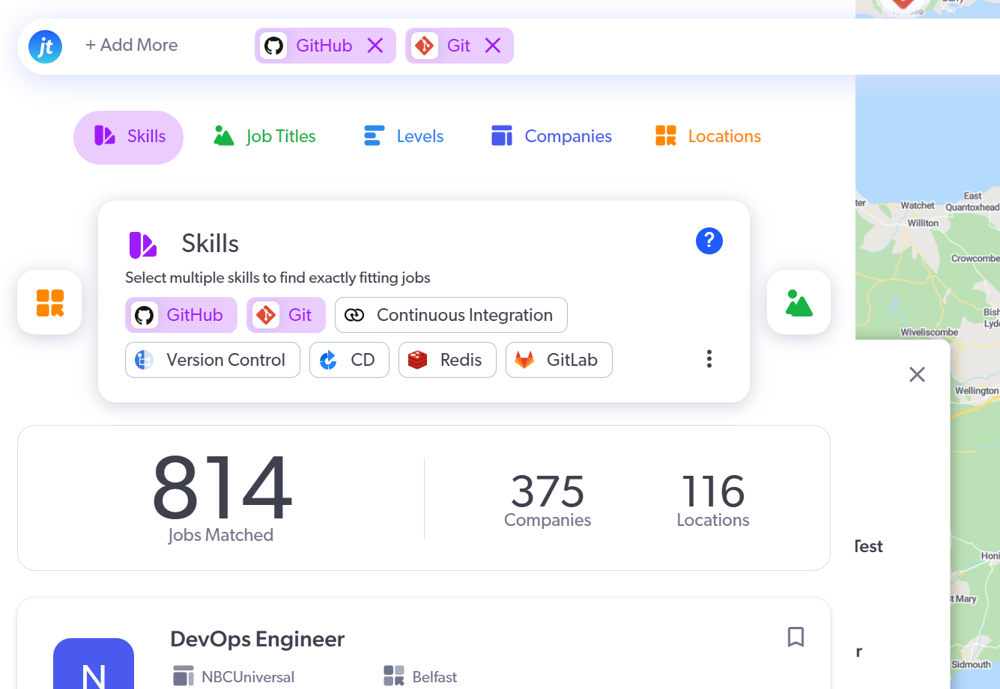 jt + Add More GitHub Git
Skills Job Titles Levels Companies Locations
Skills ?
Select multiple skills to find exactly fitting jobs
GitHub Git Continuous Integration
Version Control CD Redis GitLab
814
Jobs Matched
375
Companies
116
Locations
DevOps Engineer
N
NBCUniversal Belfast
ter
Watchet
East
Quantoxhead
Williton
Crowcombe
Bish
Lyde
Wiveliscombe
Wellington
Test
Honi
t Mary
r
Sidmouth